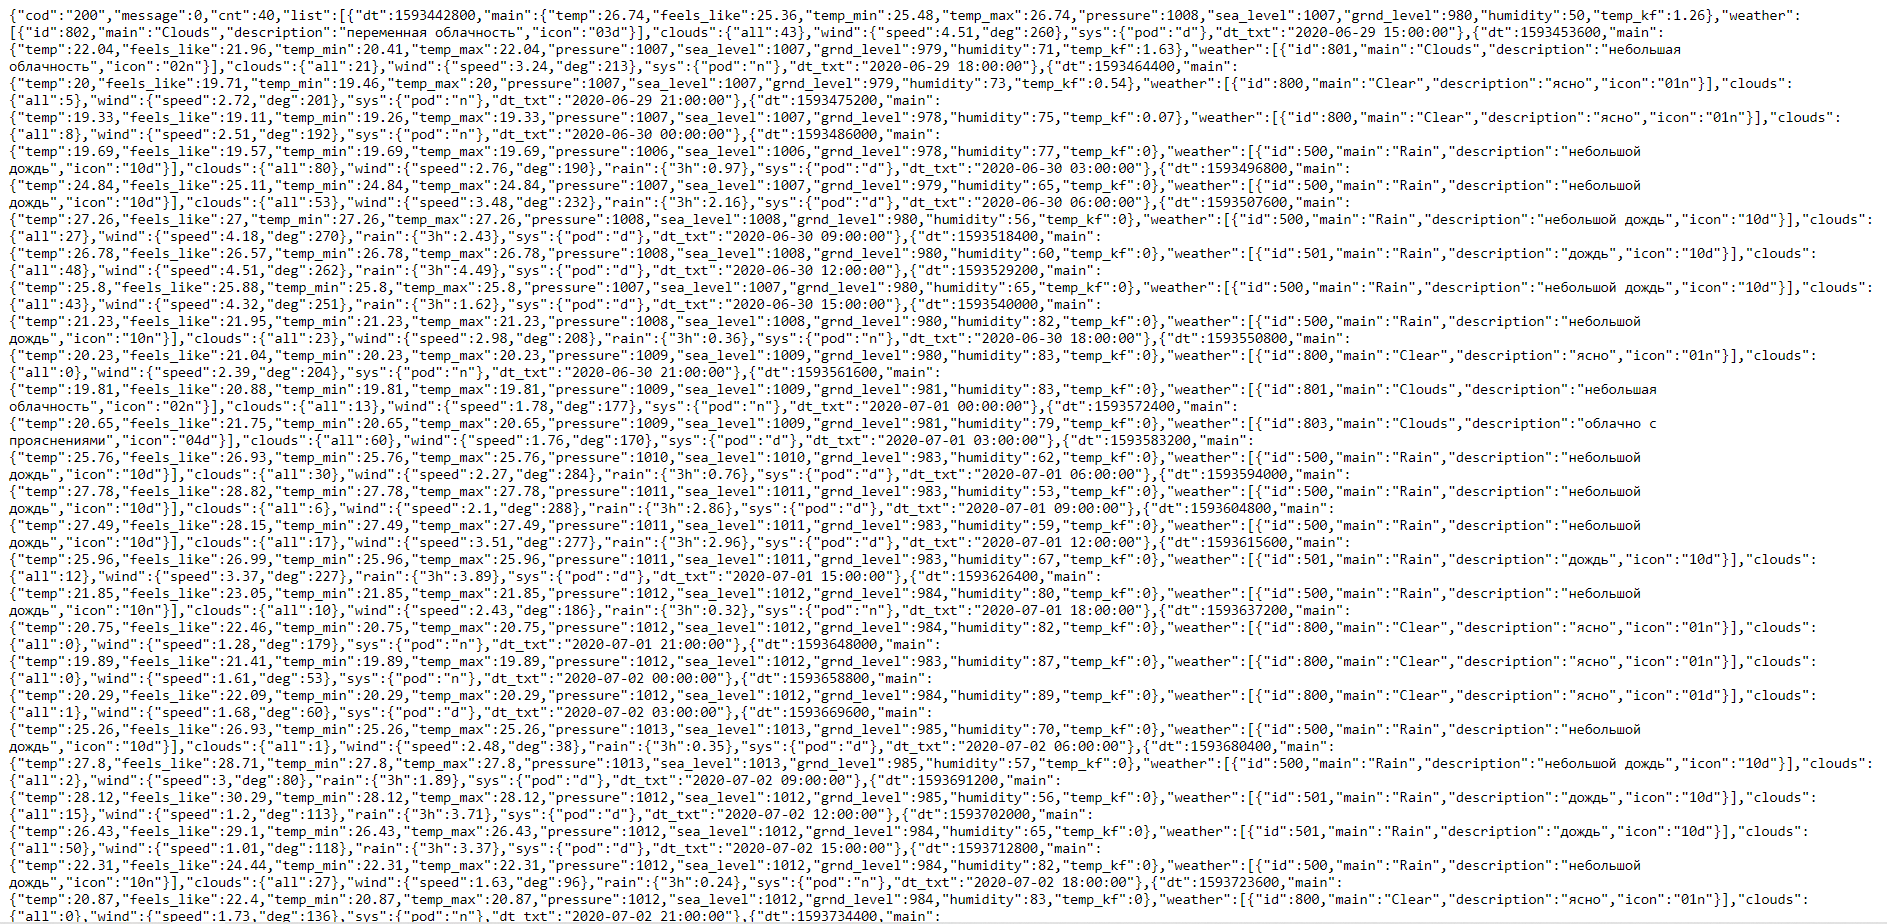 {"cod":"200","message":0,"cnt":40,"list":[{"dt":1593442800,"main":{"temp":26.74,"feels_like":25.36,"temp_min":25.48,"temp_max":26.74,"pressure":1008,"sea_level":1007,"grnd_level":980,"humidity":50,"temp_kf":1.26},"weather":
[{"id":802,"main":"Clouds","description":"переменная облачность","icon":"03d"}],"clouds":{"all":43},"wind":{"speed":4.51,"deg":260},"sys":{"pod":"d"},"dt_txt":"2020-06-29 15:00:00"},{"dt":1593453600,"main":
{"temp":22.04,"feels_like":21.96,"temp_min":20.41,"temp_max":22.04,"pressure":1007,"sea_level":1007,"grnd_level":979,"humidity":71,"temp_kf":1.63},"weather":[{"id":801,"main":"Clouds","description":"небольшая
облачность","icon":"02n"}],"clouds":{"all":21},"wind":{"speed":3.24,"deg":213},"sys":{"pod":"n"},"dt_txt":"2020-06-29 18:00:00"},{"dt":1593464400,"main":
{"temp":20,"feels_like":19.71,"temp_min":19.46,"temp_max":20,"pressure":1007,"sea_level":1007,"grnd_level":979,"humidity":73,"temp_kf":0.54},"weather":[{"id":800,"main":"Clear","description":"ясно","icon":"01n"}],"clouds":
{"all":5},"wind":{"speed":2.72,"deg":201},"sys":{"pod":"n"},"dt_txt":"2020-06-29 21:00:00"},{"dt":1593475200,"main":
{"temp":19.33,"feels_like":19.11,"temp_min":19.26,"temp_max":19.33,"pressure":1007,"sea_level":1007,"grnd_level":978,"humidity":75,"temp_kf":0.07},"weather":[{"id":800,"main":"Clear","description":"ясно","icon":"01n"}],"clouds":
{"all":8},"wind":{"speed":2.51,"deg":192},"sys":{"pod":"n"},"dt_txt":"2020-06-30 00:00:00"},{"dt":1593486000,"main":
{"temp":19.69,"feels_like":19.57,"temp_min":19.69,"temp_max":19.69,"pressure":1006,"sea_level":1006,"grnd_level":978,"humidity":77,"temp_kf":0},"weather":[{"id":500,"main":"Rain","description":"небольшой
дождь","icon":"10d"}],"clouds":{"all":80},"wind":{"speed":2.76,"deg":190},"rain":{"3h":0.97},"sys":{"pod":"d"},"dt_txt":"2020-06-30 03:00:00"},{"dt":1593496800,"main":
{"temp":24.84,"feels_like":25.11,"temp_min":24.84,"temp_max":24.84,"pressure":1007,"sea_level":1007,"grnd_level":979,"humidity":65,"temp_kf":0},"weather":[{"id":500,"main":"Rain","description":"небольшой
дождь","icon":"10d"}],"clouds":{"all":53},"wind":{"speed":3.48,"deg":232},"rain":{"3h":2.16},"sys":{"pod":"d"},"dt_txt":"2020-06-30 06:00:00"},{"dt":1593507600,"main":
{"temp":27.26,"feels_like":27,"temp_min":27.26,"temp_max":27.26,"pressure":1008,"sea_level":1008,"grnd_level":980,"humidity":56,"temp_kf":0},"weather":[{"id":500,"main":"Rain","description":"небольшой дождь","icon":"10d"}],"clouds":
{"all":27},"wind":{"speed":4.18,"deg":270},"rain":{"3h":2.43},"sys":{"pod":"d"},"dt_txt":"2020-06-30 09:00:00"},{"dt":1593518400,"main":
{"temp":26.78,"feels_like":26.57,"temp_min":26.78,"temp_max":26.78,"pressure":1008,"sea_level":1008,"grnd_level":980,"humidity":60,"temp_kf":0},"weather":[{"id":501,"main":"Rain","description":"дождь","icon":"10d"}],"clouds":
{"all":48},"wind":{"speed":4.51,"deg":262},"rain":{"3h":4.49},"sys":{"pod":"d"},"dt_txt":"2020-06-30 12:00:00"},{"dt":1593529200,"main":
{"temp":25.8,"feels_like":25.88,"temp_min":25.8,"temp_max":25.8,"pressure":1007,"sea_level":1007,"grnd_level":980,"humidity":65,"temp_kf":0},"weather":[{"id":500,"main":"Rain","description":"небольшой дождь","icon":"10d"}],"clouds":
{"all":43},"wind":{"speed":4.32,"deg":251},"rain":{"3h":1.62},"sys":{"pod":"d"},"dt_txt":"2020-06-30 15:00:00"},{"dt":1593540000,"main":
{"temp":21.23,"feels_like":21.95,"temp_min":21.23,"temp_max":21.23,"pressure":1008,"sea_level":1008,"grnd_level":980,"humidity":82,"temp_kf":0},"weather":[{"id":500,"main":"Rain","description":"небольшой
дождь","icon":"10n"}],"clouds":{"all":23},"wind":{"speed":2.98,"deg":208},"rain":{"3h":0.36},"sys":{"pod":"n"},"dt_txt":"2020-06-30 18:00:00"},{"dt":1593550800,"main":
{"temp":20.23,"feels_like":21.04,"temp_min":20.23,"temp_max":20.23,"pressure":1009,"sea_level":1009,"grnd_level":980,"humidity":83,"temp_kf":0},"weather":[{"id":800,"main":"Clear","description":"ясно","icon":"01n"}],"clouds":
{"all":0},"wind":{"speed":2.39,"deg":204},"sys":{"pod":"n"},"dt_txt":"2020-06-30 21:00:00"},{"dt":1593561600,"main":
{"temp":19.81,"feels_like":20.88,"temp_min":19.81,"temp_max":19.81,"pressure":1009,"sea_level":1009,"grnd_level":981,"humidity":83,"temp_kf":0},"weather":[{"id":801,"main":"Clouds","description":"небольшая
облачность","icon":"02n"}],"clouds":{"all":13},"wind":{"speed":1.78,"deg":177},"sys":{"pod":"n"},"dt_txt":"2020-07-01 00:00:00"},{"dt":1593572400,"main":
{"temp":20.65,"feels_like":21.75,"temp_min":20.65,"temp_max":20.65,"pressure":1009,"sea_level":1009,"grnd_level":981,"humidity":79,"temp_kf":0},"weather":[{"id":803,"main":"Clouds","description":"облачно с
прояснениями","icon":"04d"}],"clouds":{"all":60},"wind":{"speed":1.76,"deg":170},"sys":{"pod":"d"},"dt_txt":"2020-07-01 03:00:00"},{"dt":1593583200,"main":
{"temp":25.76,"feels_like":26.93,"temp_min":25.76,"temp_max":25.76,"pressure":1010,"sea_level":1010,"grnd_level":983,"humidity":62,"temp_kf":0},"weather":[{"id":500,"main":"Rain","description":"небольшой
дождь","icon":"10d"}],"clouds":{"all":30},"wind":{"speed":2.27,"deg":284},"rain":{"3h":0.76},"sys":{"pod":"d"},"dt_txt":"2020-07-01 06:00:00"},{"dt":1593594000,"main":
{"temp":27.78,"feels_like":28.82,"temp_min":27.78,"temp_max":27.78,"pressure":1011,"sea_level":1011,"grnd_level":983,"humidity":53,"temp_kf":0},"weather":[{"id":500,"main":"Rain","description":"небольшой
дождь","icon":"10d"}],"clouds":{"all":6},"wind":{"speed":2.1,"deg":288},"rain":{"3h":2.86},"sys":{"pod":"d"},"dt_txt":"2020-07-01 09:00:00"},{"dt":1593604800,"main":
{"temp":27.49,"feels_like":28.15,"temp_min":27.49,"temp_max":27.49,"pressure":1011,"sea_level":1011,"grnd_level":983,"humidity":59,"temp_kf":0},"weather":[{"id":500,"main":"Rain","description":"небольшой
дождь","icon":"10d"}],"clouds":{"all":17},"wind":{"speed":3.51,"deg":277},"rain":{"3h":2.96},"sys":{"pod":"d"},"dt_txt":"2020-07-01 12:00:00"},{"dt":1593615600,"main":
{"temp":25.96,"feels_like":26.99,"temp_min":25.96,"temp_max":25.96,"pressure":1011,"sea_level":1011,"grnd_level":983,"humidity":67,"temp_kf":0},"weather":[{"id":501,"main":"Rain","description":"дождь","icon":"10d"}],"clouds":
{"all":12},"wind":{"speed":3.37,"deg":227},"rain":{"3h":3.89},"sys":{"pod":"d"},"dt_txt":"2020-07-01 15:00:00"},{"dt":1593626400,"main":
{"temp":21.85,"feels_like":23.05,"temp_min":21.85,"temp_max":21.85,"pressure":1012,"sea_level":1012,"grnd_level":984,"humidity":80,"temp_kf":0},"weather":[{"id":500,"main":"Rain","description":"небольшой
дождь","icon":"10n"}],"clouds":{"all":10},"wind":{"speed":2.43,"deg":186},"rain":{"3h":0.32},"sys":{"pod":"n"},"dt_txt":"2020-07-01 18:00:00"},{"dt":1593637200,"main":
{"temp":20.75,"feels_like":22.46,"temp_min":20.75,"temp_max":20.75,"pressure":1012,"sea_level":1012,"grnd_level":984,"humidity":82,"temp_kf":0},"weather":[{"id":800,"main":"Clear","description":"ясно","icon":"01n"}],"clouds":
{"all":0},"wind":{"speed":1.28,"deg":179},"sys":{"pod":"n"},"dt_txt":"2020-07-01 21:00:00"},{"dt":1593648000,"main":
{"temp":19.89,"feels_like":21.41,"temp_min":19.89,"temp_max":19.89,"pressure":1012,"sea_level":1012,"grnd_level":983,"humidity":87,"temp_kf":0},"weather":[{"id":800,"main":"Clear","description":"ясно","icon":"01n"}],"clouds":
{"all":0},"wind":{"speed":1.61,"deg":53},"sys":{"pod":"n"},"dt_txt":"2020-07-02 00:00:00"},{"dt":1593658800,"main":
{"temp":20.29,"feels_like":22.09,"temp_min":20.29,"temp_max":20.29,"pressure":1012,"sea_level":1012,"grnd_level":984,"humidity":89,"temp_kf":0},"weather":[{"id":800,"main":"Clear","description":"ясно","icon":"01d"}],"clouds":
{"all":1},"wind":{"speed":1.68,"deg":60},"sys":{"pod":"d"},"dt_txt":"2020-07-02 03:00:00"},{"dt":1593669600,"main":
{"temp":25.26,"feels_like":26.93,"temp_min":25.26,"temp_max":25.26,"pressure":1013,"sea_level":1013,"grnd_level":985,"humidity":70,"temp_kf":0},"weather":[{"id":500,"main":"Rain","description":"небольшой
дождь","icon":"10d"}],"clouds":{"all":1},"wind":{"speed":2.48,"deg":38},"rain":{"3h":0.35},"sys":{"pod":"d"},"dt_txt":"2020-07-02 06:00:00"},{"dt":1593680400,"main":
{"temp":27.8,"feels_like":28.71,"temp_min":27.8,"temp_max":27.8,"pressure":1013,"sea_level":1013,"grnd_level":985,"humidity":57,"temp_kf":0},"weather":[{"id":500,"main":"Rain","description":"небольшой дождь","icon":"10d"}],"clouds":
{"all":2},"wind":{"speed":3,"deg":80},"rain":{"3h":1.89},"sys":{"pod":"d"},"dt_txt":"2020-07-02 09:00:00"},{"dt":1593691200,"main":
{"temp":28.12,"feels_like":30.29,"temp_min":28.12,"temp_max":28.12,"pressure":1012,"sea_level":1012,"grnd_level":985,"humidity":56,"temp_kf":0},"weather":[{"id":501,"main":"Rain","description":"дождь","icon":"10d"}],"clouds":
{"all":15},"wind":{"speed":1.2,"deg":113},"rain":{"3h":3.71},"sys":{"pod":"d"},"dt_txt":"2020-07-02 12:00:00"},{"dt":1593702000,"main":
{"temp":26.43,"feels_like":29.1,"temp_min":26.43,"temp_max":26.43,"pressure":1012,"sea_level":1012,"grnd_level":984,"humidity":65,"temp_kf":0},"weather":[{"id":501,"main":"Rain","description":"дождь","icon":"10d"}],"clouds":
{"all":50},"wind":{"speed":1.01,"deg":118},"rain":{"3h":3.37},"sys":{"pod":"d"},"dt_txt":"2020-07-02 15:00:00"},{"dt":1593712800,"main":
{"temp":22.31,"feels_like":24.44,"temp_min":22.31,"temp_max":22.31,"pressure":1012,"sea_level":1012,"grnd_level":984,"humidity":82,"temp_kf":0},"weather":[{"id":500,"main":"Rain","description":"небольшой
дождь","icon":"10n"}],"clouds":{"all":27},"wind":{"speed":1.63,"deg":96},"rain":{"3h":0.24},"sys":{"pod":"n"},"dt_txt":"2020-07-02 18:00:00"},{"dt":1593723600,"main":
{"temp":20.87,"feels_like":22.4,"temp_min":20.87,"temp_max":20.87,"pressure":1012,"sea_level":1012,"grnd_level":984,"humidity":83,"temp_kf":0},"weather":[{"id":800,"main":"Clear","description":"ясно","icon":"01n"}],"clouds":
{"all":0},"wind":{"speed":1.73,"deg":136},"sys":{"pod":"n"},"dt_txt":"2020-07-02 21:00:00"},{"dt":1593734400,"main":